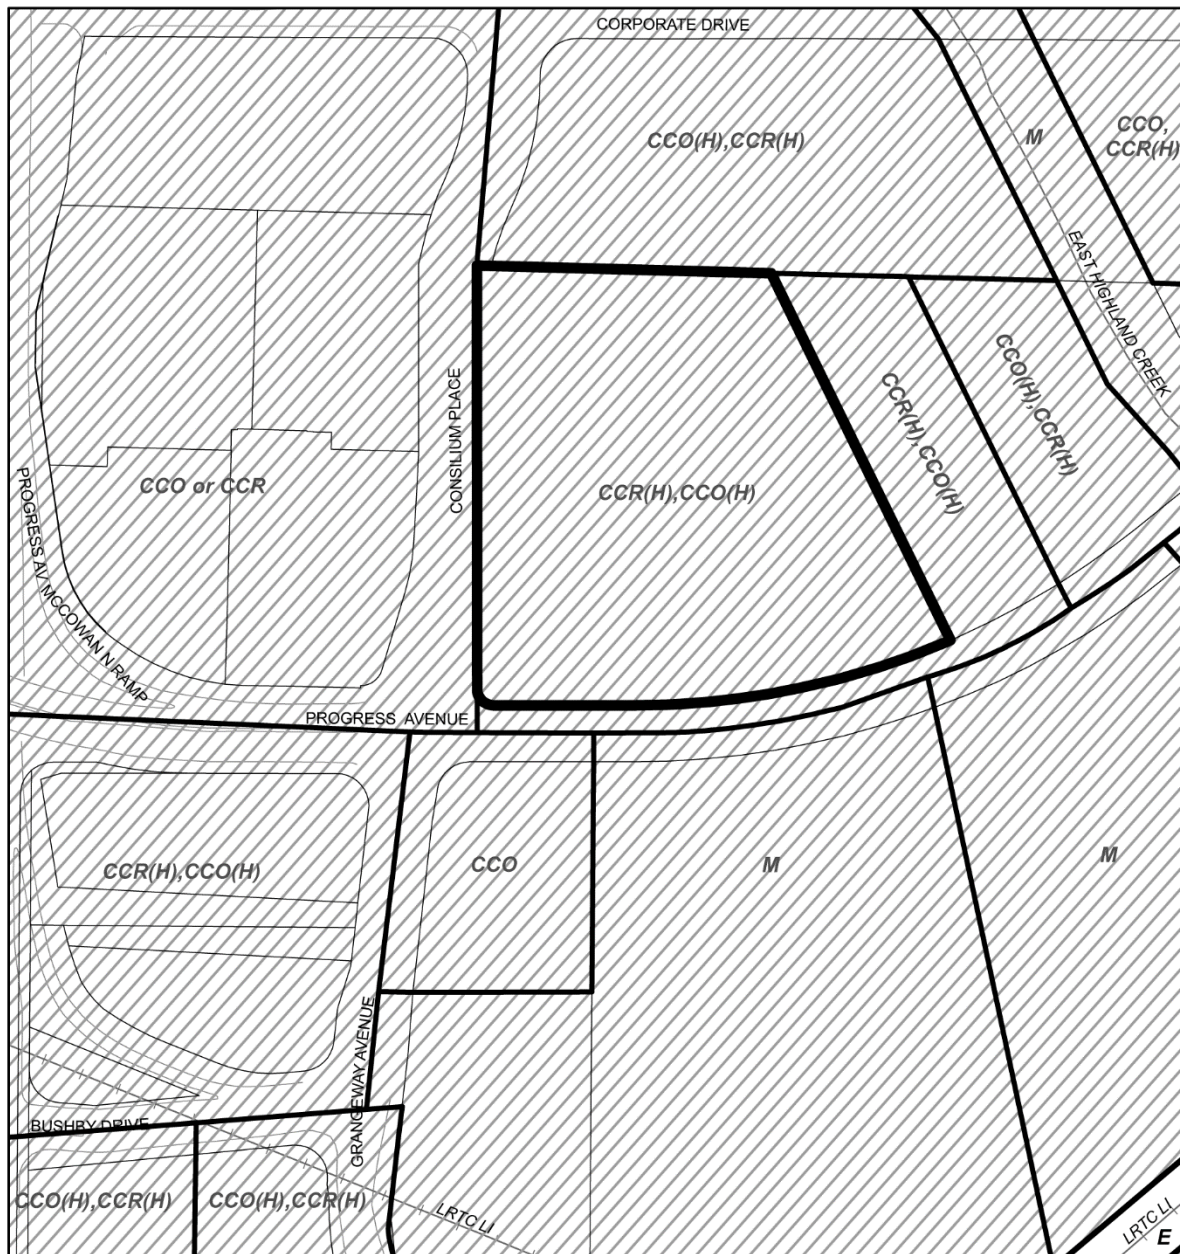 CORPORATE DRIVE
CCO(H),CCR(H)
M
CCO,
CCR(H)
EAST HIGHLAND CREEK
CONSILIUM PLACE
CCO or CCR
CCR(H),CCO(H)
CCR(H),CCO(H)
CCO(H),CCR(H)
PROGRESS AV MCCOWAN N RAMP
PROGRESS AVENUE
CCR(H),CCO(H)
CCO
M
M
GRANGEWAY AVENUE
BUSHBY DRIVE
CCO(H),CCR(H)
CCO(H),CCR(H)
LRTC LI
LRTC LI
E